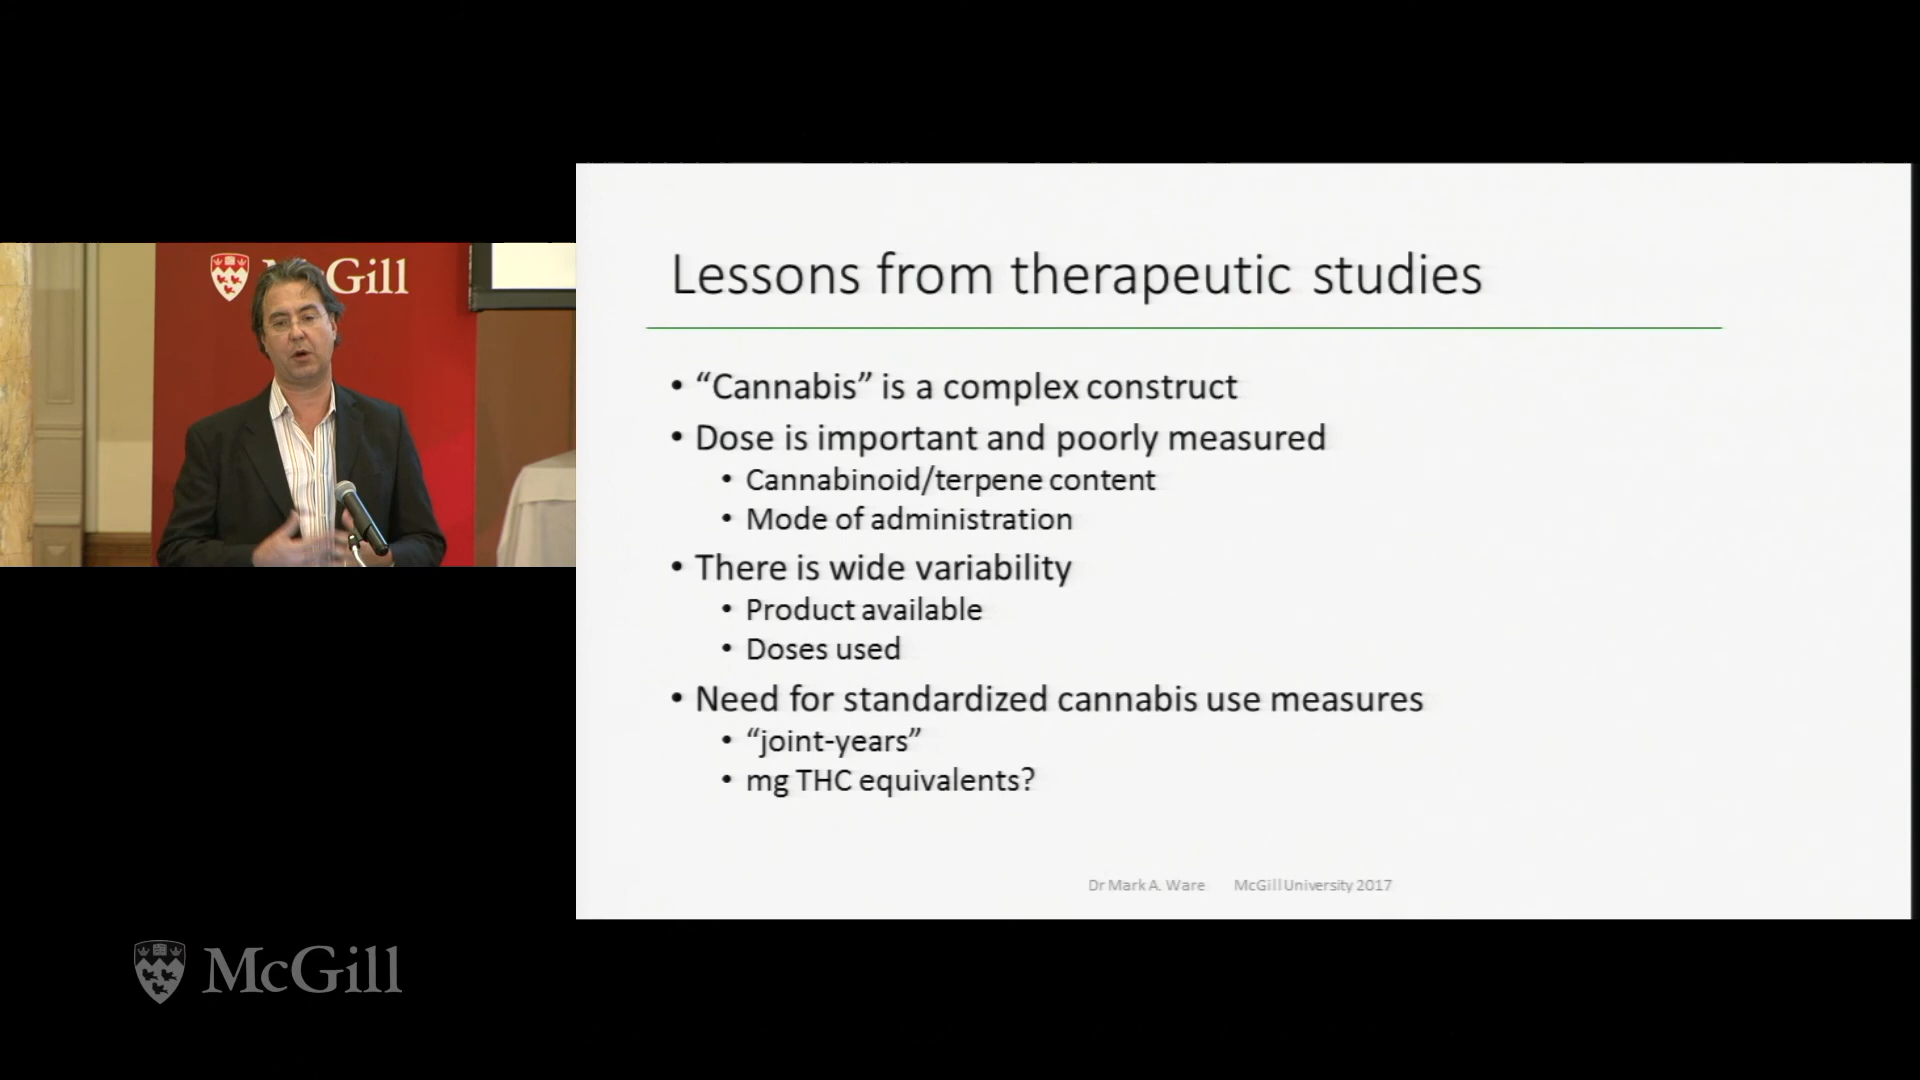 McGill
Lessons from therapeutic studies
• “Cannabis” is a complex construct
• Dose is important and poorly measured
• Cannabinoid/terpene content
• Mode of administration
• There is wide variability
• Product available
• Doses used
• Need for standardized cannabis use measures
• “joint-years”
• mg THC equivalents?
Dr Mark A. Ware McGill University 2017
McGill